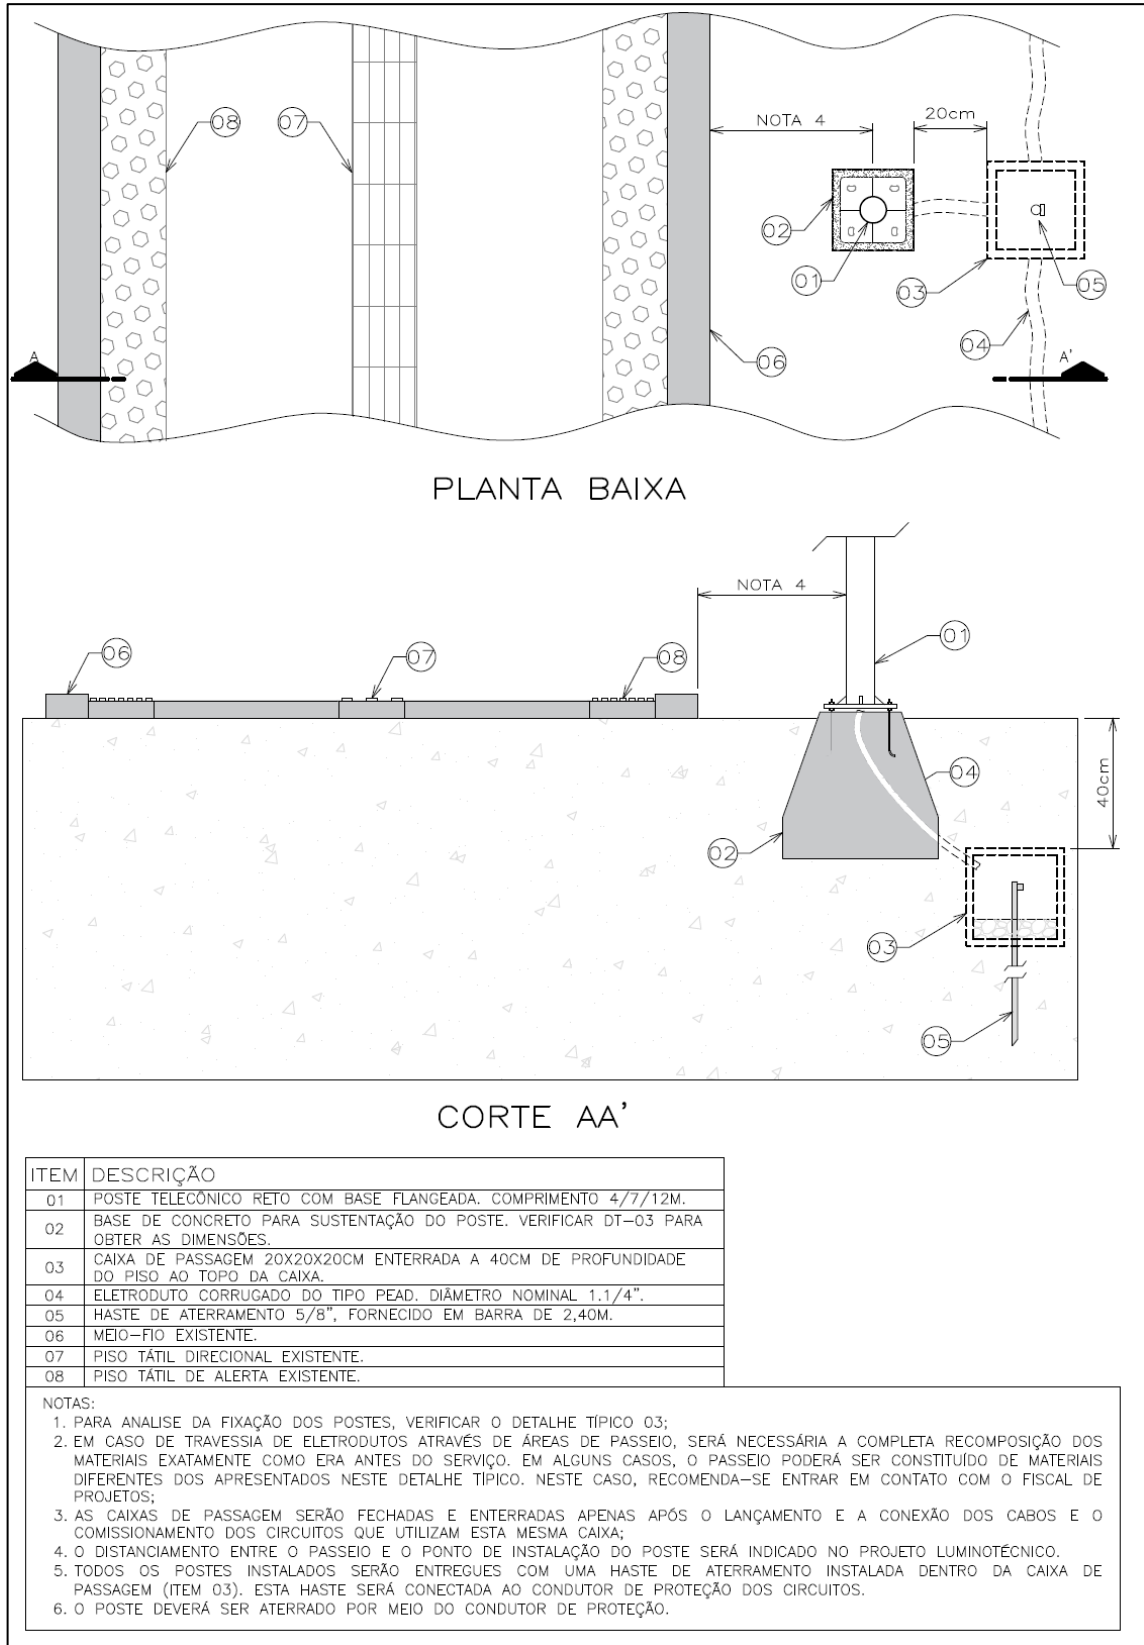 08
07
NOTA 4
20cm
02
01
03
05
04
06
A
A'
PLANTA BAIXA
NOTA 4
06
07
08
01
04
40cm
02
03
05
CORTE AA'
ITEM DESCRIÇÃO
01 POSTE TELECÔNICO RETO COM BASE FLANGEADA. COMPRIMENTO 4/7/12M.
02 BASE DE CONCRETO PARA SUSTENTAÇÃO DO POSTE. VERIFICAR DT-03 PARA
OBTER AS DIMENSÕES.
03 CAIXA DE PASSAGEM 20X20X20CM ENTERRADA A 40CM DE PROFUNDIDADE
DO PISO AO TOPO DA CAIXA.
04 ELETRODUTO CORRUGADO DO TIPO PEAD. DIÂMETRO NOMINAL 1.1/4".
05 HASTE DE ATERRAMENTO 5/8", FORNECIDO EM BARRA DE 2,40M.
06 MEIO-FIO EXISTENTE.
07 PISO TÁTIL DIRECIONAL EXISTENTE.
08 PISO TÁTIL DE ALERTA EXISTENTE.
NOTAS:
1. PARA ANALISE DA FIXAÇÃO DOS POSTES, VERIFICAR O DETALHE TÍPICO 03;
2. EM CASO DE TRAVESSIA DE ELETRODUTOS ATRAVÉS DE ÁREAS DE PASSEIO, SERÁ NECESSÁRIA A COMPLETA RECOMPOSIÇÃO DOS
MATERIAIS EXATAMENTE COMO ERA ANTES DO SERVIÇO. EM ALGUNS CASOS, O PASSEIO PODERÁ SER CONSTITUÍDO DE MATERIAIS
DIFERENTES DOS APRESENTADOS NESTE DETALHE TÍPICO. NESTE CASO, RECOMENDA-SE ENTRAR EM CONTATO COM O FISCAL DE
PROJETOS;
3. AS CAIXAS DE PASSAGEM SERÃO FECHADAS E ENTERRADAS APENAS APÓS O LANÇAMENTO E A CONEXÃO DOS CABOS E O
COMISSIONAMENTO DOS CIRCUITOS QUE UTILIZAM ESTA MESMA CAIXA;
4. O DISTANCIAMENTO ENTRE O PASSEIO E O PONTO DE INSTALAÇÃO DO POSTE SERÁ INDICADO NO PROJETO LUMINOTÉCNICO.
5. TODOS OS POSTES INSTALADOS SERÃO ENTREGUES COM UMA HASTE DE ATERRAMENTO INSTALADA DENTRO DA CAIXA DE
PASSAGEM (ITEM 03). ESTA HASTE SERÁ CONECTADA AO CONDUTOR DE PROTEÇÃO DOS CIRCUITOS.
6. O POSTE DEVERÁ SER ATERRADO POR MEIO DO CONDUTOR DE PROTEÇÃO.